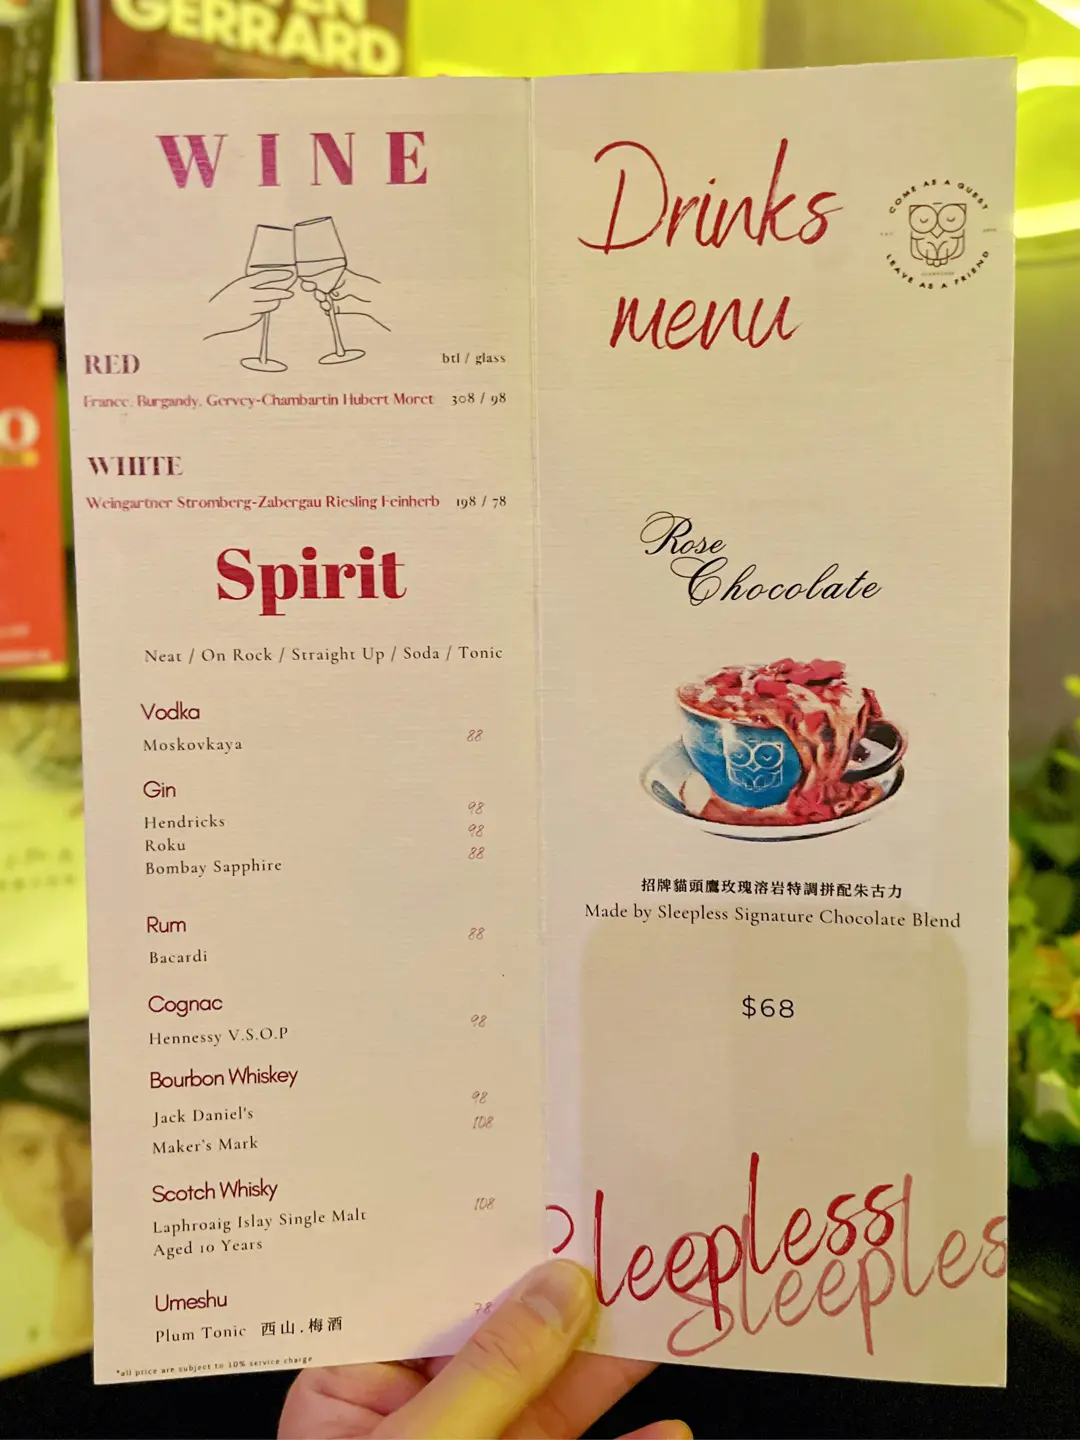 VEN
GERRARD
WINE
RED
btl / glass
France, Burgandy, Gervey-Chambartin Hubert Moret 308 / 98
WHITE
Weingartner Stromberg-Zabergau Riesling Feinherb 198 / 78
Spirit
Neat / On Rock / Straight Up / Soda / Tonic
Vodka
Moskovkaya 88
Gin
Hendricks 98
Roku 98
Bombay Sapphire 88
Rum
Bacardi 88
Cognac
Hennessy V.S.O.P 98
Bourbon Whiskey
Jack Daniel's 98
Maker's Mark 108
Scotch Whisky
Laphroaig Islay Single Malt 108
Aged 10 Years
Umeshu
Plum Tonic 西山.梅酒 78
*all price are subject to 10% service charge
Drinks
menu
COME AS A GUEST
LEAVE AS A FRIEND
Rose
Chocolate
招牌貓頭鷹玫瑰溶岩特調拼配朱古力
Made by Sleepless Signature Chocolate Blend
$68
Sleepless
Sleeples